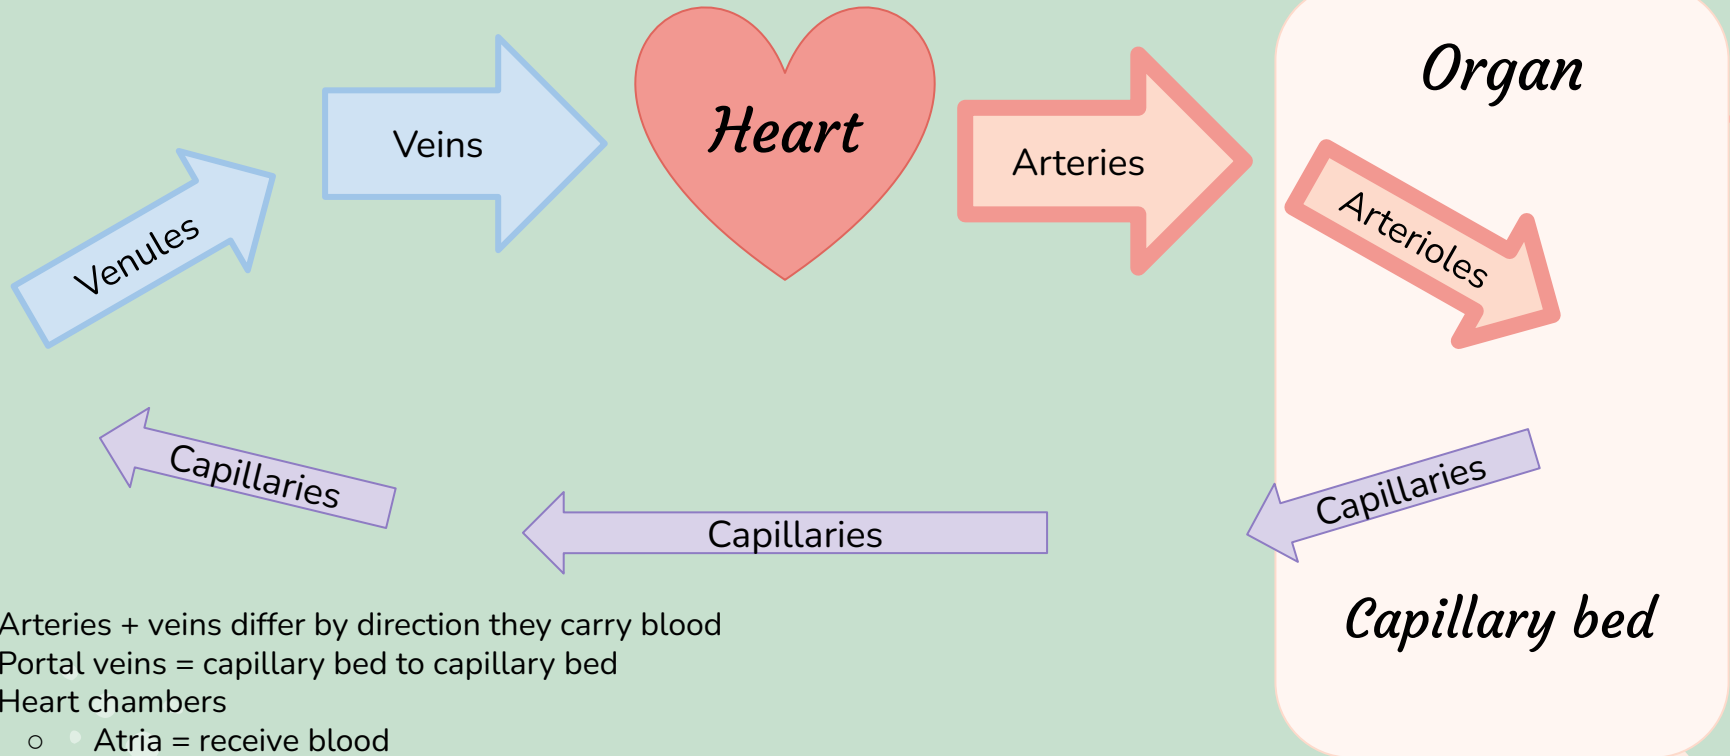 Organ
Heart
Veins
Arteries
Venules
Arterioles
Capillaries
Capillaries
Capillaries
Capillary bed
Arteries + veins differ by direction they carry blood
Portal veins = capillary bed to capillary bed
Heart chambers
○ Atria = receive blood